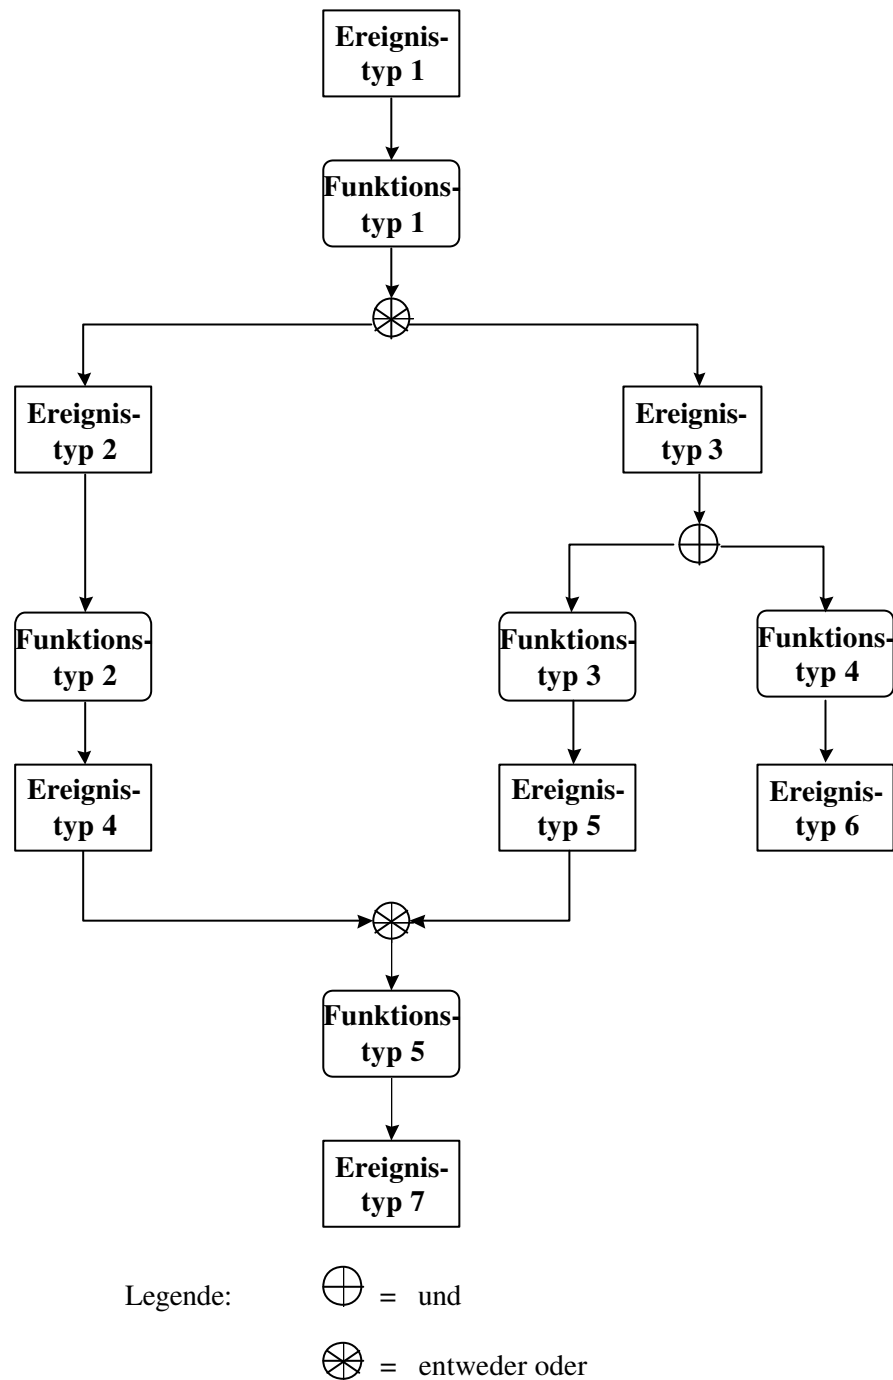 Ereignis-
typ 1
Funktions-
typ 1
Ereignis-
typ 2
Ereignis-
typ 3
Funktions-
typ 2
Funktions-
typ 3
Funktions-
typ 4
Ereignis-
typ 4
Ereignis-
typ 5
Ereignis-
typ 6
Funktions-
typ 5
Ereignis-
typ 7
Legende: = und
= entweder oder